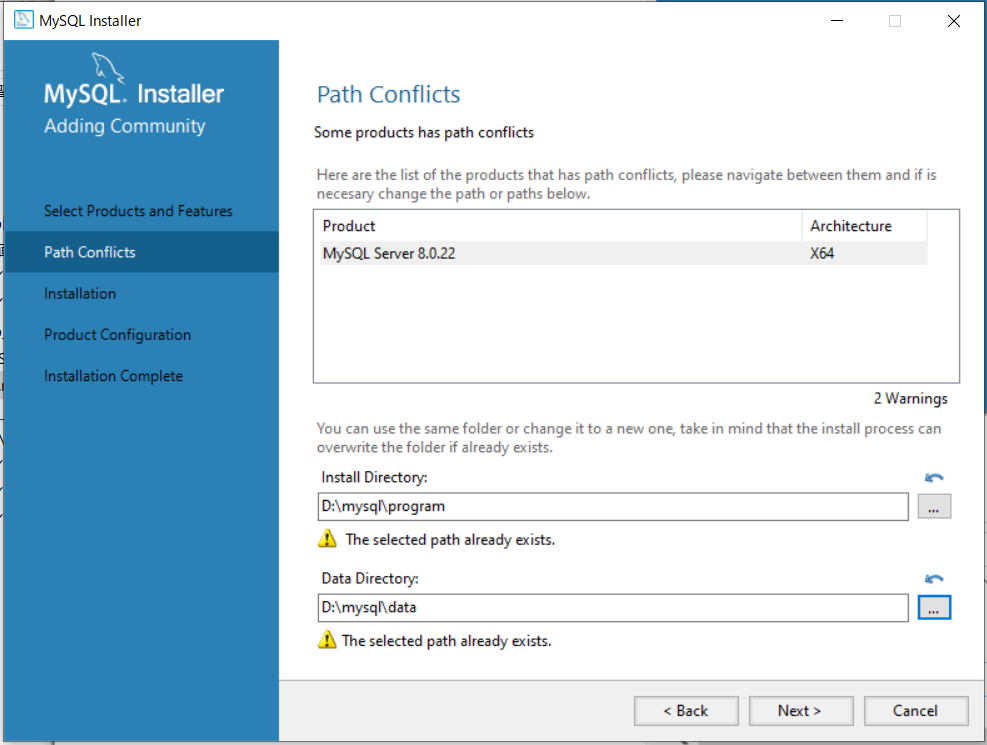 MySQL Installer
MySQL. Installer
Adding Community
Select Products and Features
Path Conflicts
Installation
Product Configuration
Installation Complete
Path Conflicts
Some products has path conflicts
Here are the list of the products that has path conflicts, please navigate between them and if is
necesary change the path or paths below.
Product Architecture
MySQL Server 8.0.22 X64
2 Warnings
You can use the same folder or change it to a new one, take in mind that the install process can
overwrite the folder if already exists.
Install Directory:
D:\mysql\program
...
The selected path already exists.
Data Directory:
D:\mysql\data
...
The selected path already exists.
< Back Next > Cancel